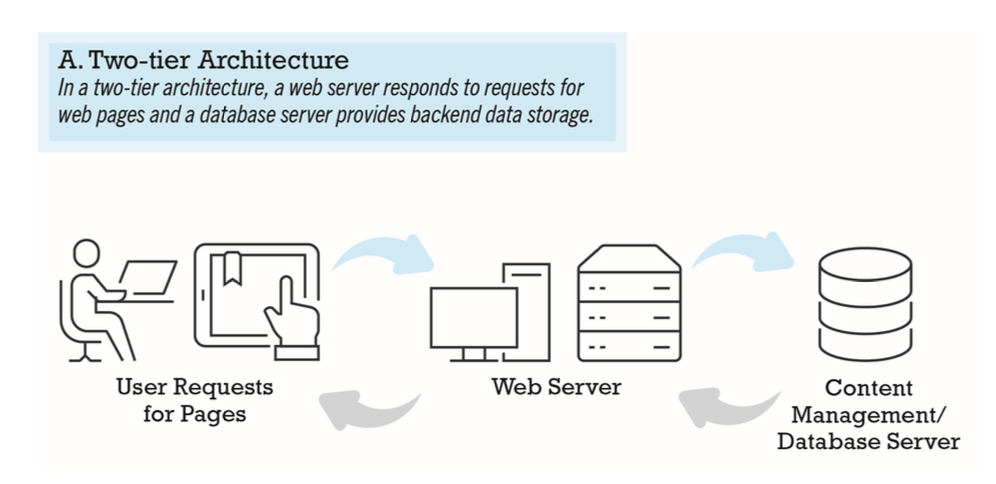 A. Two-tier Architecture
In a two-tier architecture, a web server responds to requests for
web pages and a database server provides backend data storage.
User Requests
for Pages
Web Server
Content
Management/
Database Server